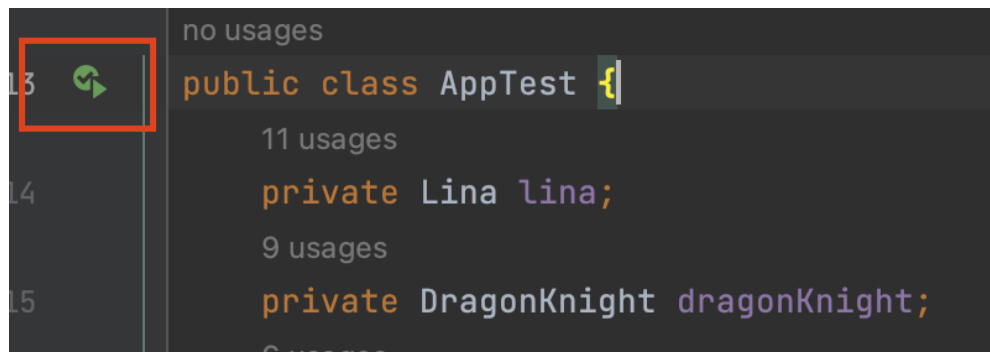 no usages
13 public class AppTest {
11 usages
14 private Lina lina;
9 usages
15 private DragonKnight dragonKnight;